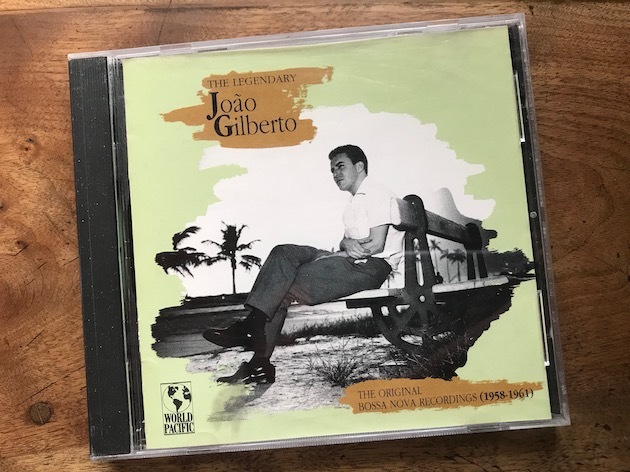 THE LEGENDARY
João
Gilberto
THE ORIGINAL
BOSSA NOVA RECORDINGS (1958-1961)
WORLD
PACIFIC